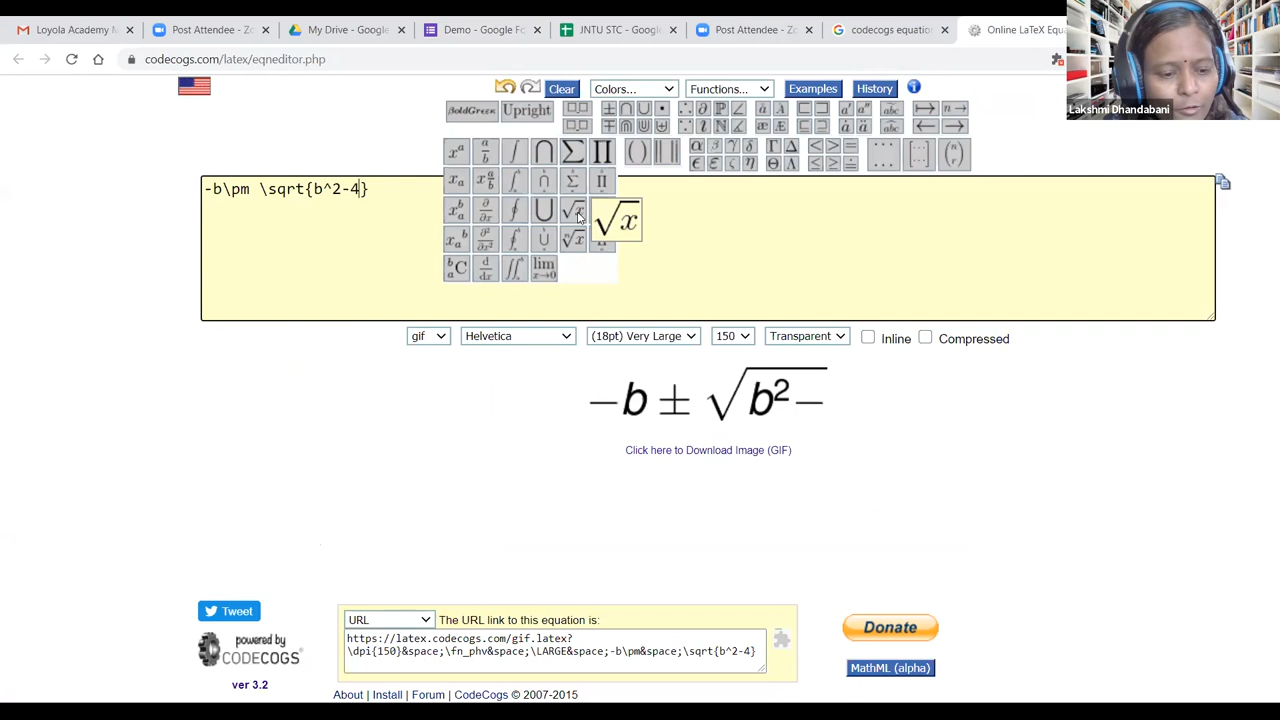 Loyola Academy M
Post Attendee - Zo
My Drive - Google
Demo - Google Fo
JNTU STC - Google
Post Attendee - Zo
codecogs equation
Online LaTeX Equ
codecogs.com/latex/eqneditor.php
Lakshmi Dhandabani
Clear
Colors...
Functions...
Examples
History
BoldGreek
Upright
-b\pm \sqrt{b^2-4}
√x
gif
Helvetica
(18pt) Very Large
150
Transparent
Inline
Compressed
−b ± √b²−
Click here to Download Image (GIF)
Tweet
powered by
CODECOGS
ver 3.2
URL
The URL link to this equation is:
https://latex.codecogs.com/gif.latex?
\dpi{150}&space;\fn_phv&space;\LARGE&space;-b\pm&space;\sqrt{b^2-4}
Donate
MathML (alpha)
About | Install | Forum | CodeCogs © 2007-2015